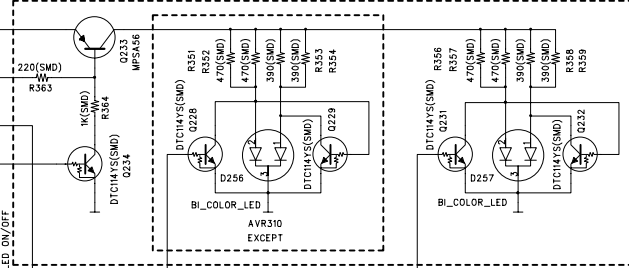 Q233
MPSA56
220(SMD)
R363
1K(SMD)
R364
DTC114YS(SMD)
Q234
LED ON/OFF
R351
R352
470(SMD)
470(SMD)
390(SMD)
390(SMD)
R353
R354
DTC114YS(SMD)
Q228
DTC114YS(SMD)
Q229
2
1
3
D256
BI_COLOR_LED
AVR310
EXCEPT
R356
R357
470(SMD)
470(SMD)
390(SMD)
390(SMD)
R358
R359
DTC114YS(SMD)
Q231
DTC114YS(SMD)
Q232
2
1
3
D257
BI_COLOR_LED